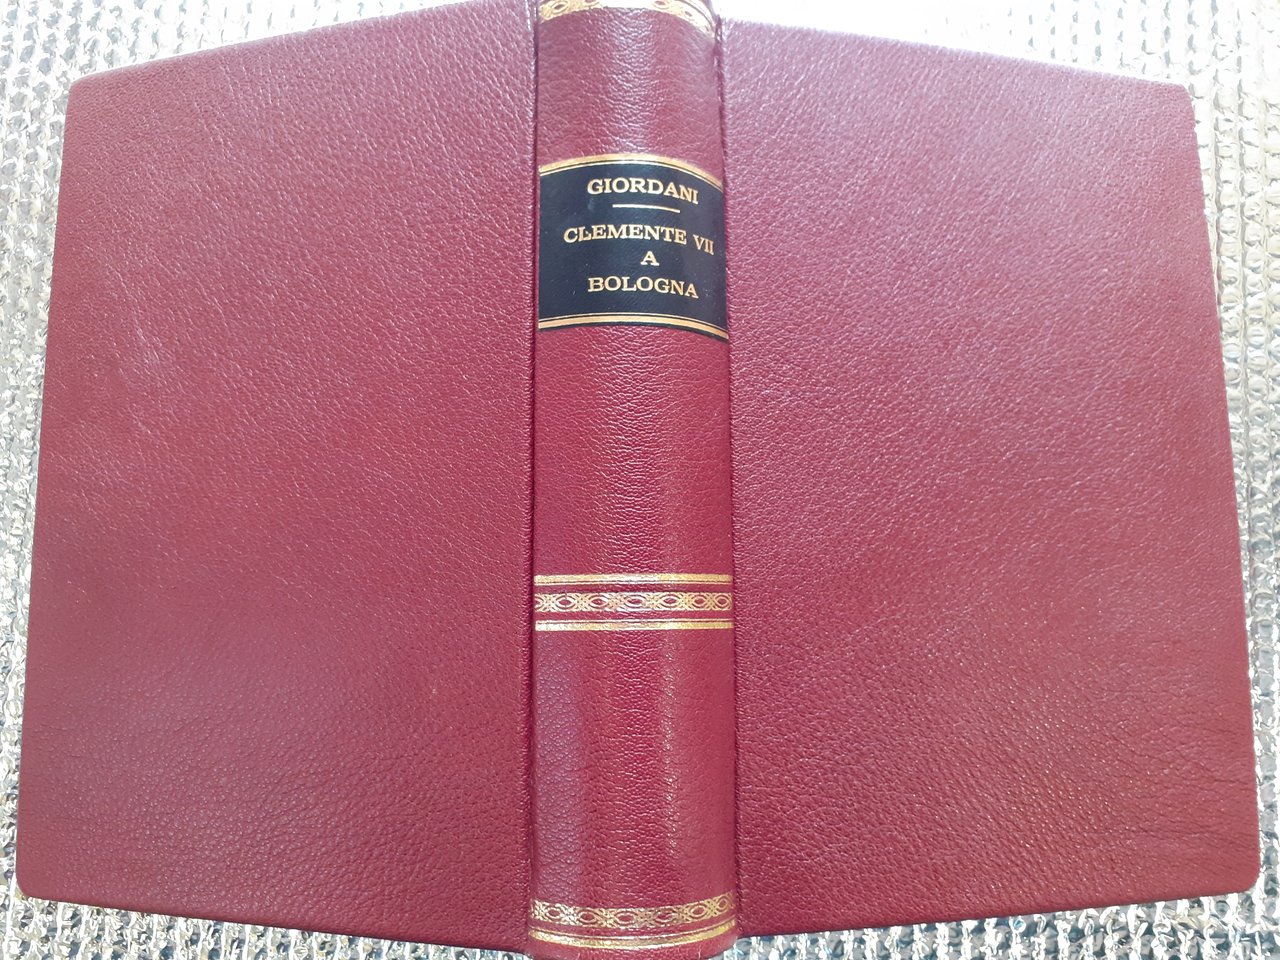 GIORDANI
CLEMENTE VII
A
BOLOGNA